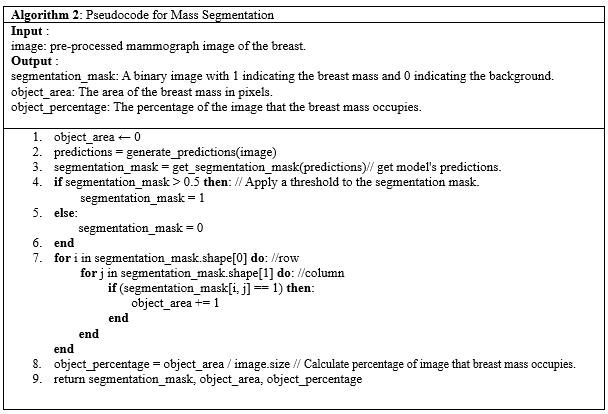 Algorithm 2: Pseudocode for Mass Segmentation
Input :
image: pre-processed mammograph image of the breast.
Output :
segmentation_mask: A binary image with 1 indicating the breast mass and 0 indicating the background.
object_area: The area of the breast mass in pixels.
object_percentage: The percentage of the image that the breast mass occupies.
1. object_area ← 0
2. predictions = generate_predictions(image)
3. segmentation_mask = get_segmentation_mask(predictions)// get model's predictions.
4. if segmentation_mask > 0.5 then: // Apply a threshold to the segmentation mask.
segmentation_mask = 1
5. else:
segmentation_mask = 0
6. end
7. for i in segmentation_mask.shape[0] do: //row
for j in segmentation_mask.shape[1] do: //column
if (segmentation_mask[i, j] == 1) then:
object_area += 1
end
end
end
8. object_percentage = object_area / image.size // Calculate percentage of image that breast mass occupies.
9. return segmentation_mask, object_area, object_percentage